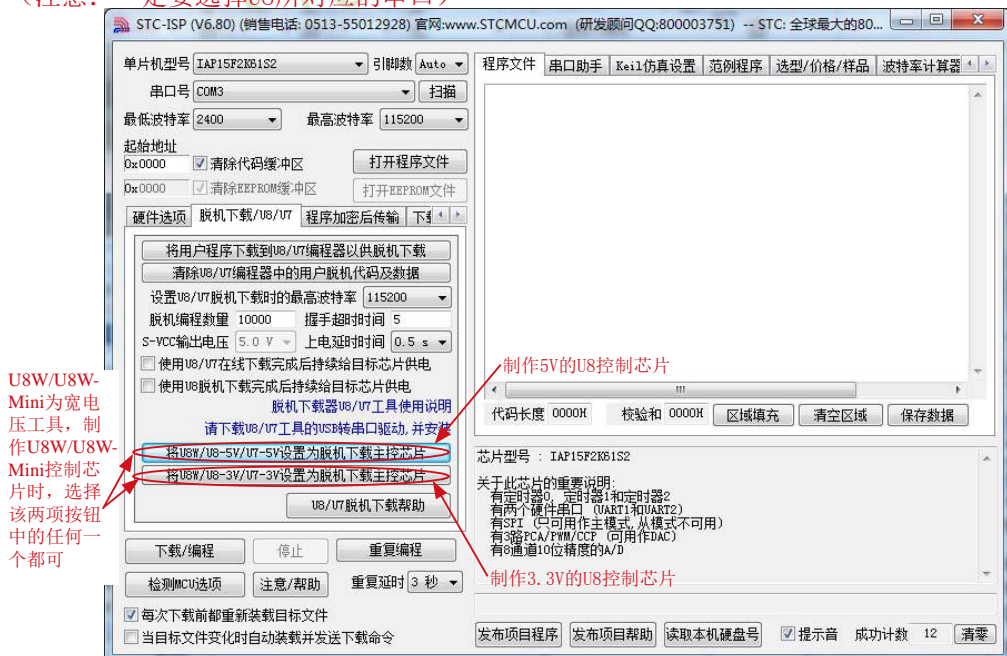 （注意：一定要选择U8所对应的串口）
STC-ISP (V6.80) (销售电话: 0513-55012928) 官网:www.STCMCU.com (研发顾问QQ:800003751) -- STC: 全球最大的80...
单片机型号 IAP15F2K61S2 引脚数 Auto
串口号 COM3 扫描
最低波特率 2400 最高波特率 115200
起始地址
0x0000 清除代码缓冲区 打开程序文件
0x0000 清除EEPROM缓冲区 打开EEPROM文件
硬件选项 脱机下载/U8/U7 程序加密后传输
将用户程序下载到U8/U7编程器以供脱机下载
清除U8/U7编程器中的用户脱机代码及数据
设置U8/U7脱机下载时的最高波特率 115200
脱机编程数量 10000 握手超时时间 5
S-VCC输出电压 5.0 V 上电延时时间 0.5 s
使用U8/U7在线下载完成后持续给目标芯片供电
使用U8脱机下载完成后持续给目标芯片供电
脱机下载器U8/U7工具使用说明
请下载U8/U7工具的USB转串口驱动,并安装
将U8W/U8-5V/U7-5V设置为脱机下载主控芯片
将U8W/U8-3V/U7-3V设置为脱机下载主控芯片
U8/U7脱机下载帮助
下载/编程 停止 重复编程
检测MCU选项 注意/帮助 重复延时 3 秒
每次下载前都重新装载目标文件
当目标文件变化时自动装载并发送下载命令
U8W/U8W-
Mini为宽电
压工具，制
作U8W/U8W-
Mini控制芯
片时，选择
该两项按钮
中的任何一
个都可
程序文件 串口助手 Keil仿真设置 范例程序 选型/价格/样品 波特率计算器
制作5V的U8控制芯片
代码长度 0000H 校验和 0000H 区域填充 清空区域 保存数据
芯片型号 : IAP15F2K61S2
关于此芯片的重要说明:
有定时器0, 定时器1和定时器2
有两个硬件串口 (UART1和UART2)
有SPI (只可用作主模式,从模式不可用)
有3路PCA/PWM/CCP (可用作DAC)
有8通道10位精度的A/D
制作3.3V的U8控制芯片
发布项目程序 发布项目帮助 读取本机硬盘号 提示音 成功计数 12 清零